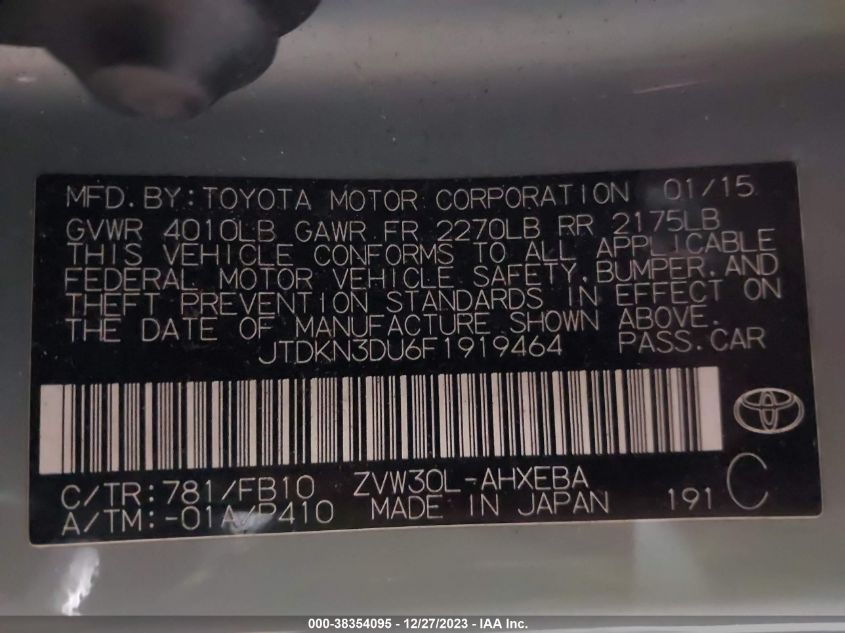 MFD.BY:TOYOTA MOTOR CORPORATION 01/15
GVWR 4010LB GAWR FR 2270LB RR 2175LB
THIS VEHICLE CONFORMS TO ALL APPLICABLE
FEDERAL MOTOR VEHICLE SAFETY,BUMPER,AND
THEFT PREVENTION STANDARDS IN EFFECT ON
THE DATE OF MANUFACTURE SHOWN ABOVE.
JTDKN3DU6F1919464 PASS.CAR
C/TR:781/FB10 ZVW30L-AHXEBA
A/TM:-01A/P410 MADE IN JAPAN 191 C
000-38354095 - 12/27/2023 - IAA Inc.